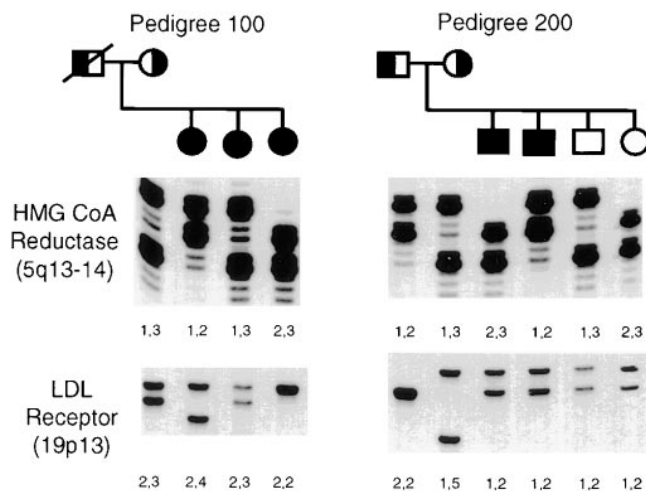 Pedigree 100
Pedigree 200
HMG CoA
Reductase
(5q13-14)
1,3 1,2 1,3 2,3
1,2 1,3 2,3 1,2 1,3 2,3
LDL
Receptor
(19p13)
2,3 2,4 2,3 2,2
2,2 1,5 1,2 1,2 1,2 1,2